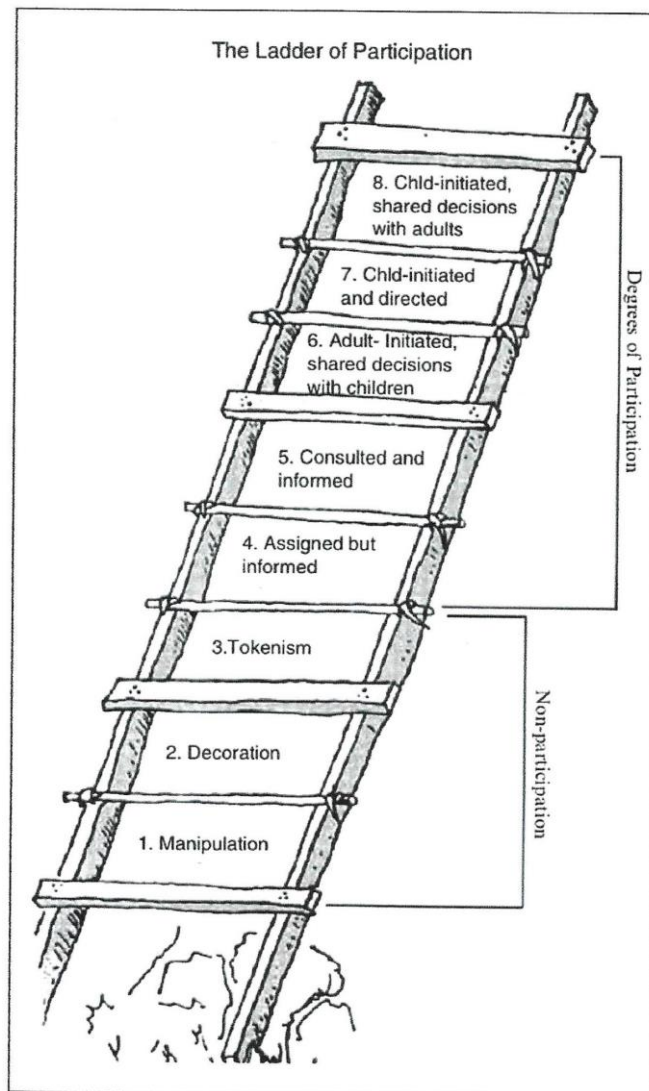 The Ladder of Participation
8. Chld-initiated,
shared decisions
with adults
7. Chld-initiated
and directed
6. Adult- Initiated,
shared decisions
with children
5. Consulted and
informed
4. Assigned but
informed
3.Tokenism
2. Decoration
1. Manipulation
Degrees of Participation
Non-participation